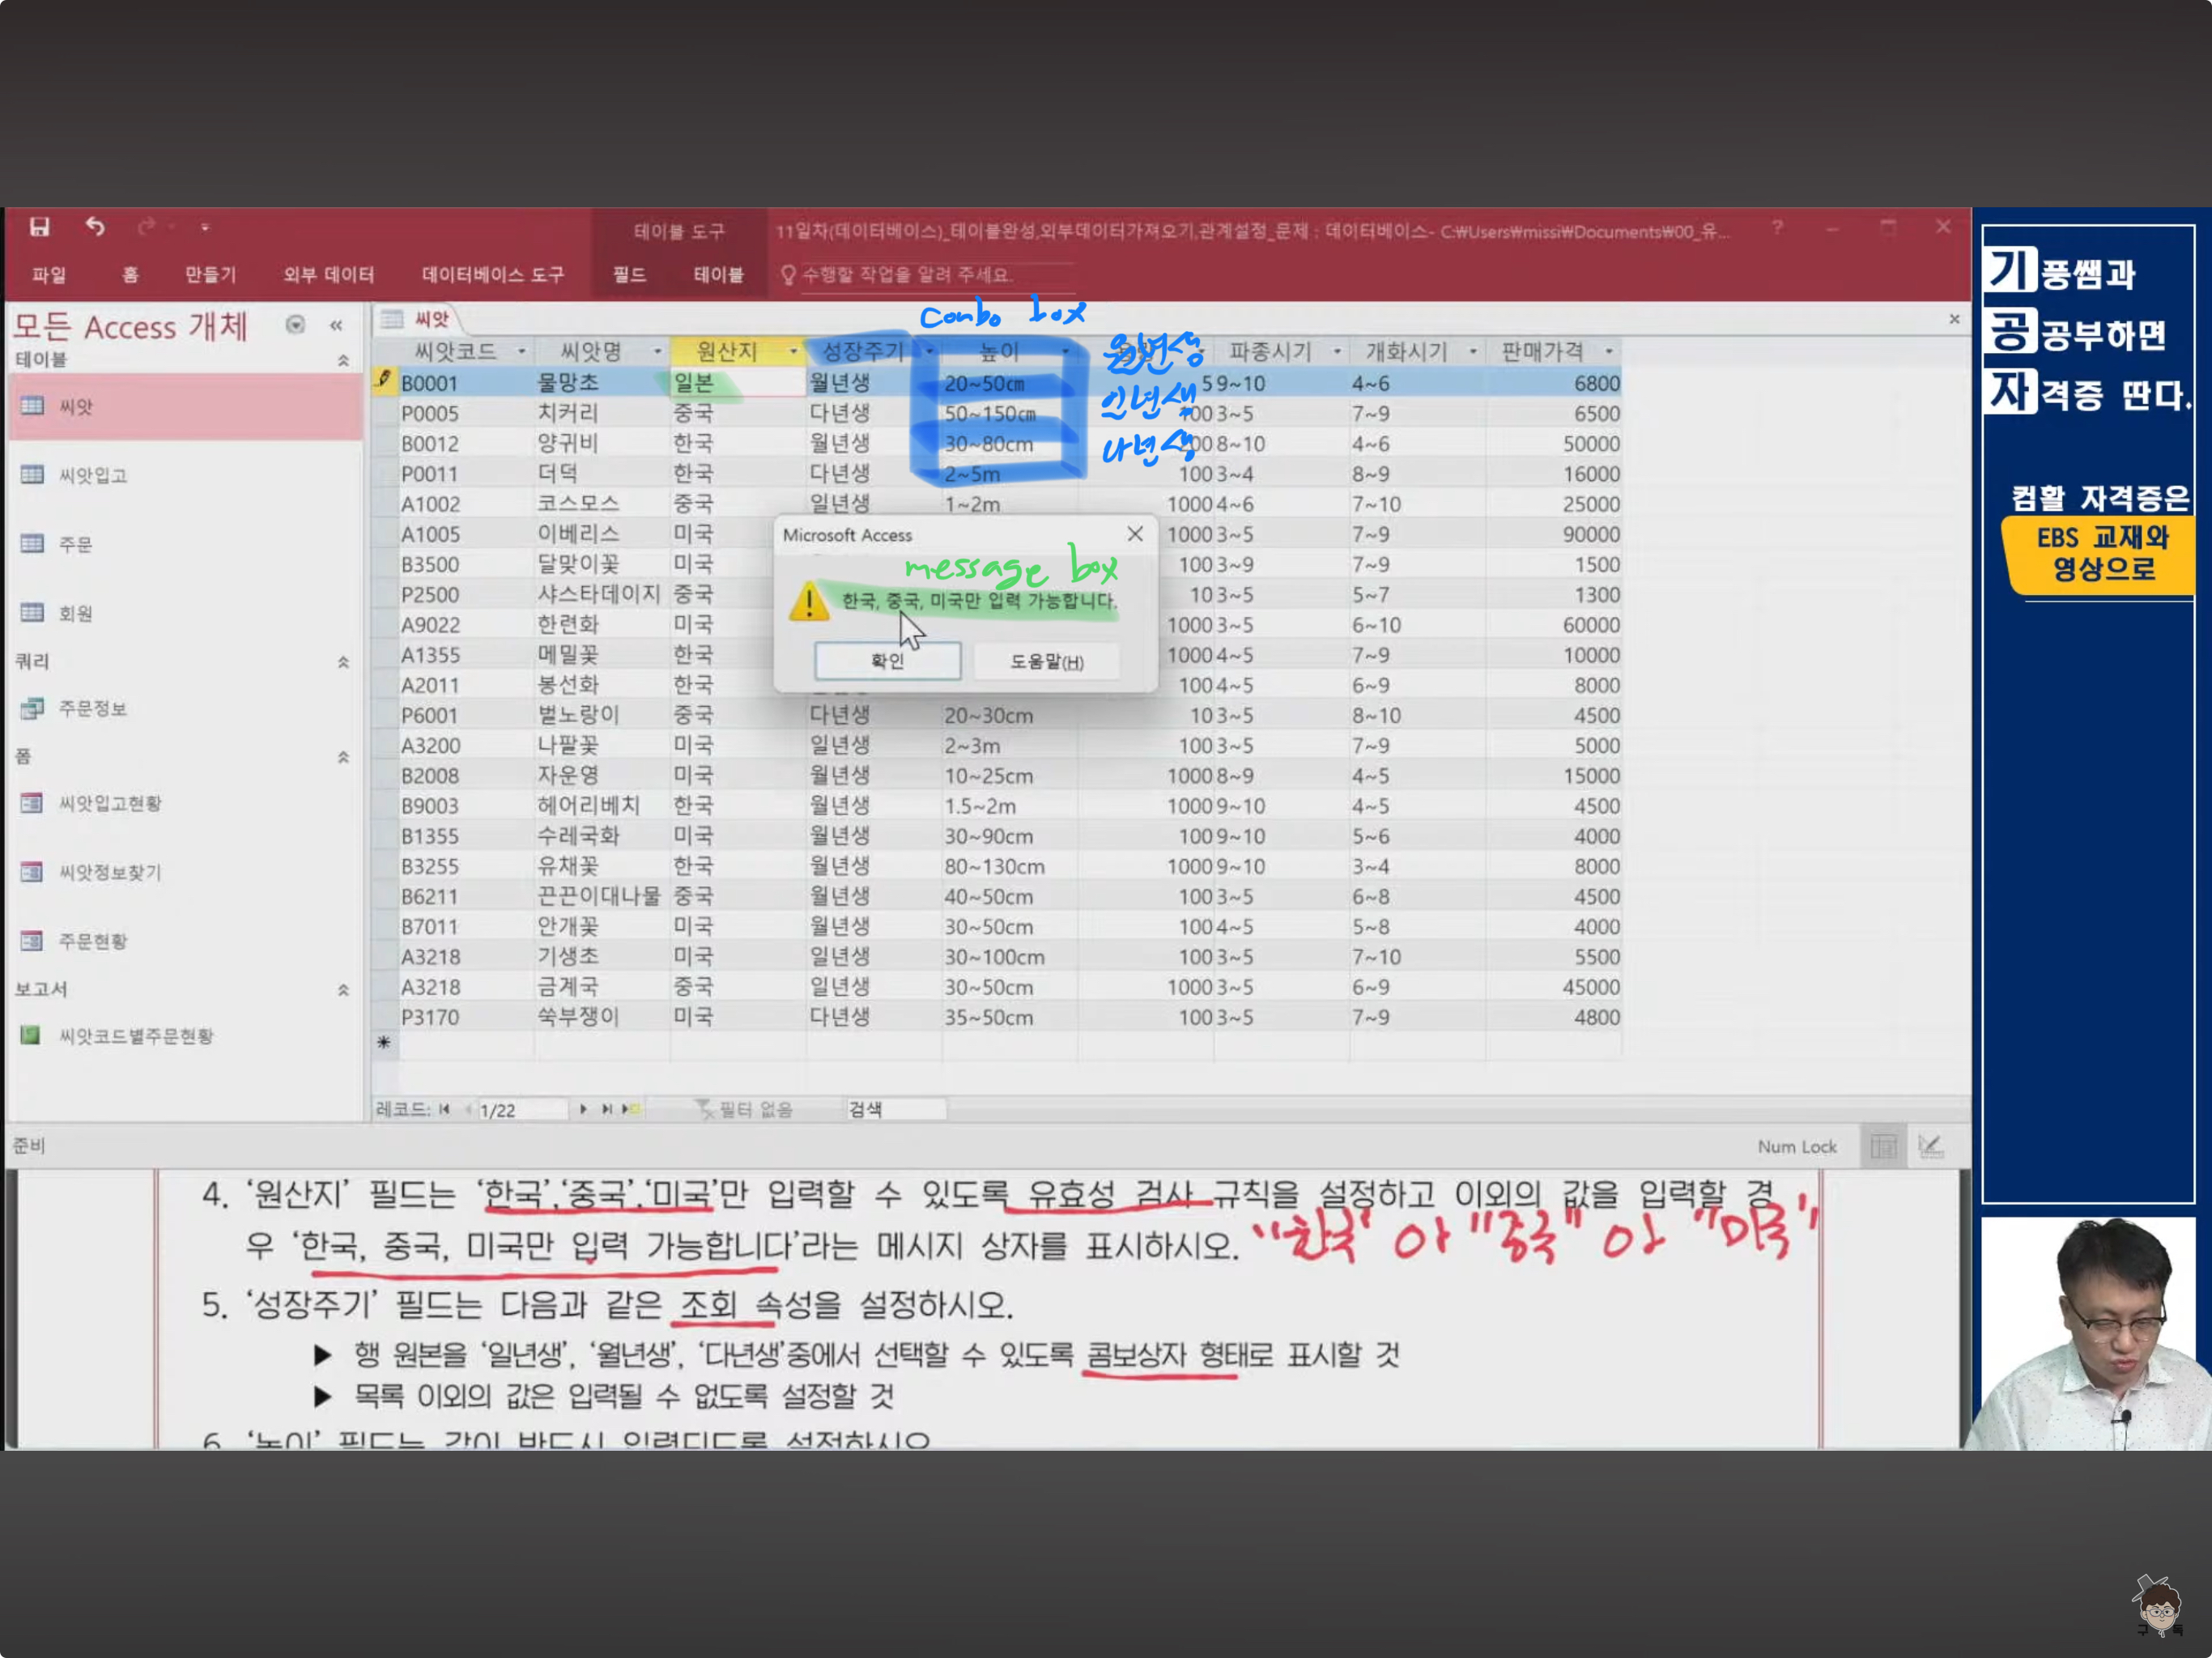 테이블 도구
11일차(데이터베이스)_테이블완성,외부데이터가져오기,관계설정_문제 : 데이터베이스- C:₩Users₩missi₩Documents₩00_유...
파일 홈 만들기 외부 데이터 데이터베이스 도구 필드 테이블 수행할 작업을 알려 주세요.
모든 Access 개체
테이블
씨앗
씨앗입고
주문
회원
쿼리
주문정보
폼
씨앗입고현황
씨앗정보찾기
주문현황
보고서
씨앗코드별주문현황
씨앗
combo box
씨앗코드 씨앗명 원산지 성장주기 높이 파종시기 개화시기 판매가격
B0001 물망초 일본 월년생 20~50㎝ 5 9~10 4~6 6800
P0005 치커리 중국 다년생 50~150㎝ 00 3~5 7~9 6500
B0012 양귀비 한국 월년생 30~80cm 00 8~10 4~6 50000
P0011 더덕 한국 다년생 2~5m 100 3~4 8~9 16000
A1002 코스모스 중국 일년생 1~2m 1000 4~6 7~10 25000
A1005 이베리스 미국 1000 3~5 7~9 90000
B3500 달맞이꽃 미국 100 3~9 7~9 1500
P2500 샤스타데이지 중국 10 3~5 5~7 1300
A9022 한련화 미국 1000 3~5 6~10 60000
A1355 메밀꽃 한국 1000 4~5 7~9 10000
A2011 봉선화 한국 100 4~5 6~9 8000
P6001 벌노랑이 중국 다년생 20~30cm 10 3~5 8~10 4500
A3200 나팔꽃 미국 일년생 2~3m 100 3~5 7~9 5000
B2008 자운영 미국 월년생 10~25cm 1000 8~9 4~5 15000
B9003 헤어리베치 한국 월년생 1.5~2m 1000 9~10 4~5 4500
B1355 수레국화 미국 월년생 30~90cm 100 9~10 5~6 4000
B3255 유채꽃 한국 월년생 80~130cm 1000 9~10 3~4 8000
B6211 끈끈이대나물 중국 월년생 40~50cm 100 3~5 6~8 4500
B7011 안개꽃 미국 월년생 30~50cm 100 4~5 5~8 4000
A3218 기생초 미국 일년생 30~100cm 100 3~5 7~10 5500
A3218 금계국 중국 일년생 30~50cm 1000 3~5 6~9 45000
P3170 쑥부쟁이 미국 다년생 35~50cm 100 3~5 7~9 4800
Microsoft Access
message box
한국, 중국, 미국만 입력 가능합니다.
확인 도움말(H)
레코드: 1/22 필터 없음 검색
준비 Num Lock
4. ‘원산지’ 필드는 ‘한국’,‘중국’,‘미국’만 입력할 수 있도록 유효성 검사 규칙을 설정하고 이외의 값을 입력할 경
우 ‘한국, 중국, 미국만 입력 가능합니다’라는 메시지 상자를 표시하시오.
"한국" or "중국" or "미국"
5. ‘성장주기’ 필드는 다음과 같은 조회 속성을 설정하시오.
▶ 행 원본을 ‘일년생’, ‘월년생’, ‘다년생’중에서 선택할 수 있도록 콤보상자 형태로 표시할 것
▶ 목록 이외의 값은 입력될 수 없도록 설정할 것
6. ‘높이’ 필드는 값이 반드시 입력되도록 설정하시오
기풍쌤과
공공부하면
자격증 딴다.
컴활 자격증은
EBS 교재와
영상으로
구독